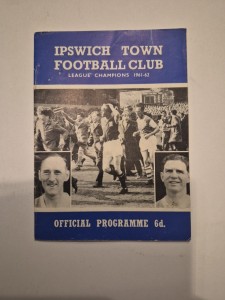 IPSWICH TOWN
FOOTBALL CLUB
LEAGUE CHAMPIONS 1961-62
OFFICIAL PROGRAMME 6d.